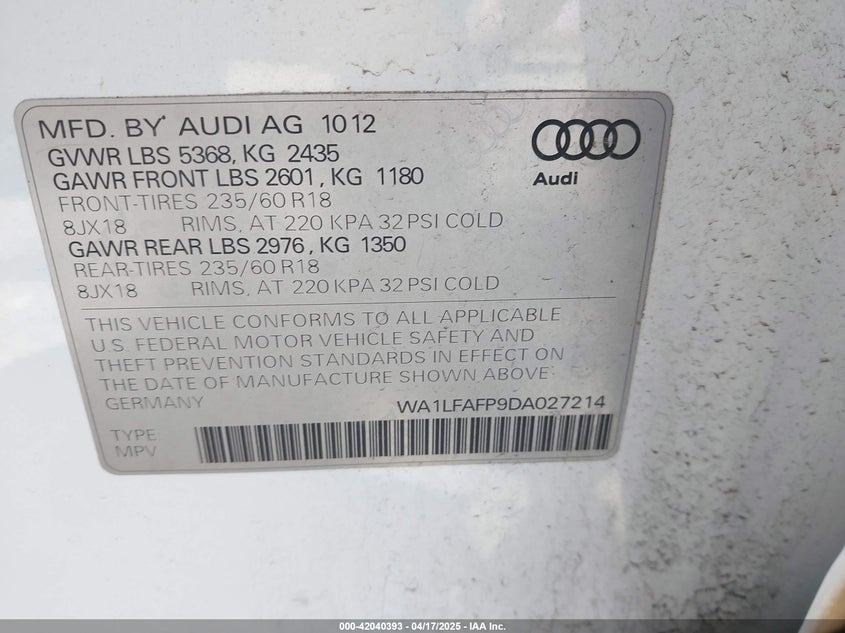 MFD. BY AUDI AG 10 12
GVWR LBS 5368, KG 2435
GAWR FRONT LBS 2601, KG 1180
FRONT-TIRES 235/60 R18
8JX18 RIMS, AT 220 KPA 32 PSI COLD
GAWR REAR LBS 2976, KG 1350
REAR-TIRES 235/60 R18
8JX18 RIMS, AT 220 KPA 32 PSI COLD
Audi
THIS VEHICLE CONFORMS TO ALL APPLICABLE
U.S. FEDERAL MOTOR VEHICLE SAFETY AND
THEFT PREVENTION STANDARDS IN EFFECT ON
THE DATE OF MANUFACTURE SHOWN ABOVE.
GERMANY WA1LFAFP9DA027214
TYPE
MPV
000-42040393 - 04/17/2025 - IAA Inc.